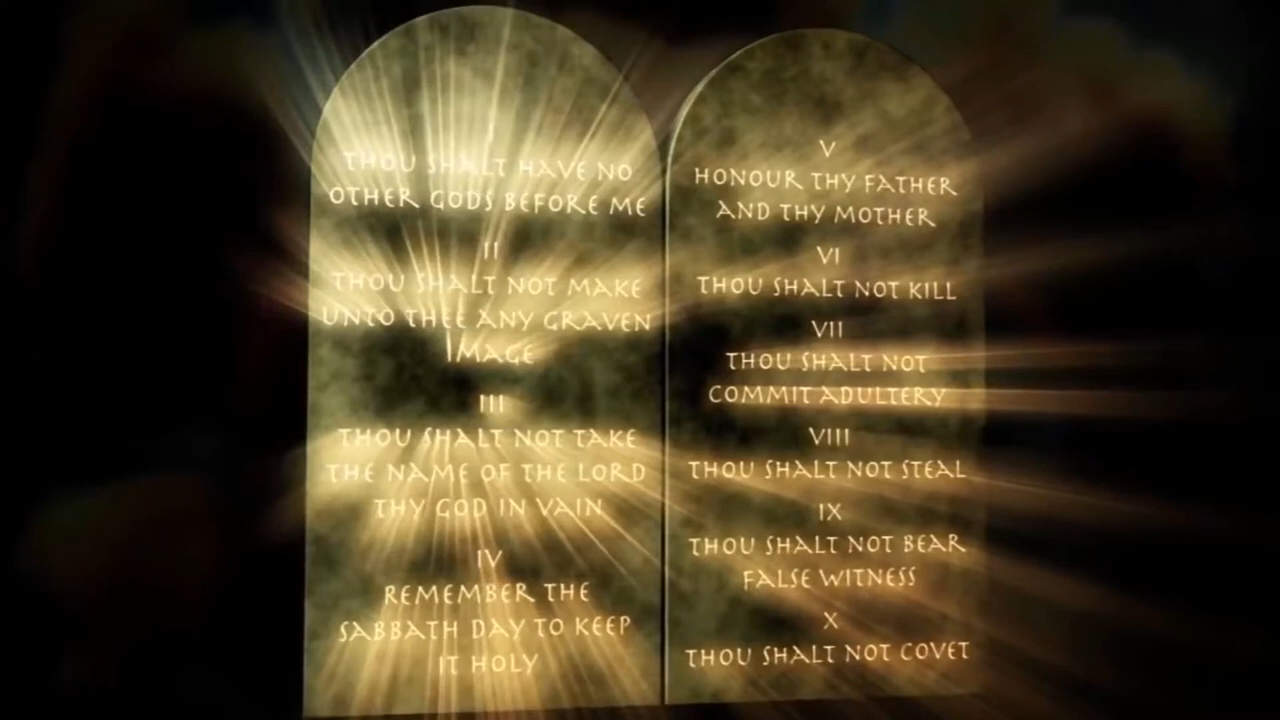 I
THOU SHALT HAVE NO
OTHER GODS BEFORE ME
II
THOU SHALT NOT MAKE
UNTO THEE ANY GRAVEN
IMAGE
III
THOU SHALT NOT TAKE
THE NAME OF THE LORD
THY GOD IN VAIN
IV
REMEMBER THE
SABBATH DAY TO KEEP
IT HOLY
V
HONOUR THY FATHER
AND THY MOTHER
VI
THOU SHALT NOT KILL
VII
THOU SHALT NOT
COMMIT ADULTERY
VIII
THOU SHALT NOT STEAL
IX
THOU SHALT NOT BEAR
FALSE WITNESS
X
THOU SHALT NOT COVET